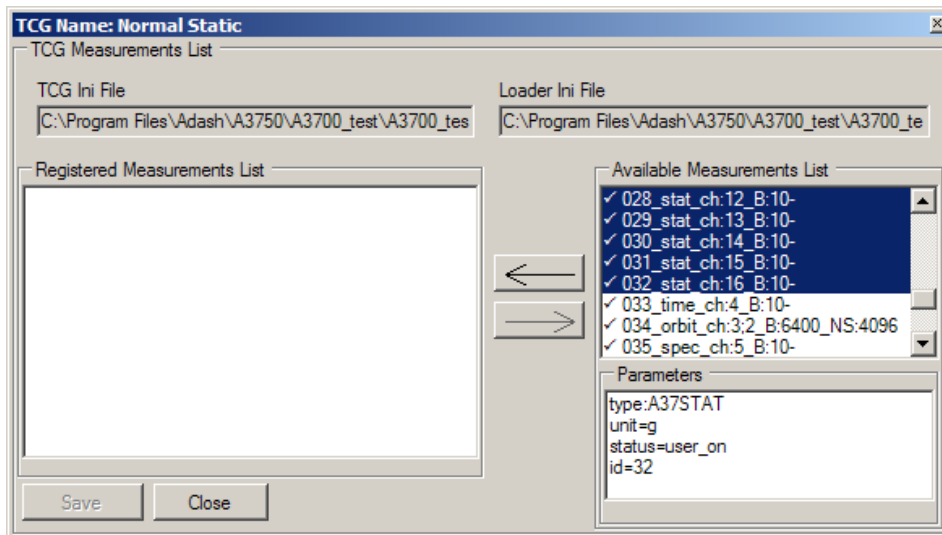 TCG Name: Normal Static
TCG Measurements List
TCG Ini File
C:\Program Files\Adash\A3750\A3700_test\A3700_tes
Loader Ini File
C:\Program Files\Adash\A3750\A3700_test\A3700_te
Registered Measurements List
Available Measurements List
✓ 028_stat_ch:12_B:10-
✓ 029_stat_ch:13_B:10-
✓ 030_stat_ch:14_B:10-
✓ 031_stat_ch:15_B:10-
✓ 032_stat_ch:16_B:10-
✓ 033_time_ch:4_B:10-
✓ 034_orbit_ch:3;2_B:6400_NS:4096
✓ 035_spec_ch:5_B:10-
Parameters
type:A37STAT
unit=g
status=user_on
id=32
Save
Close